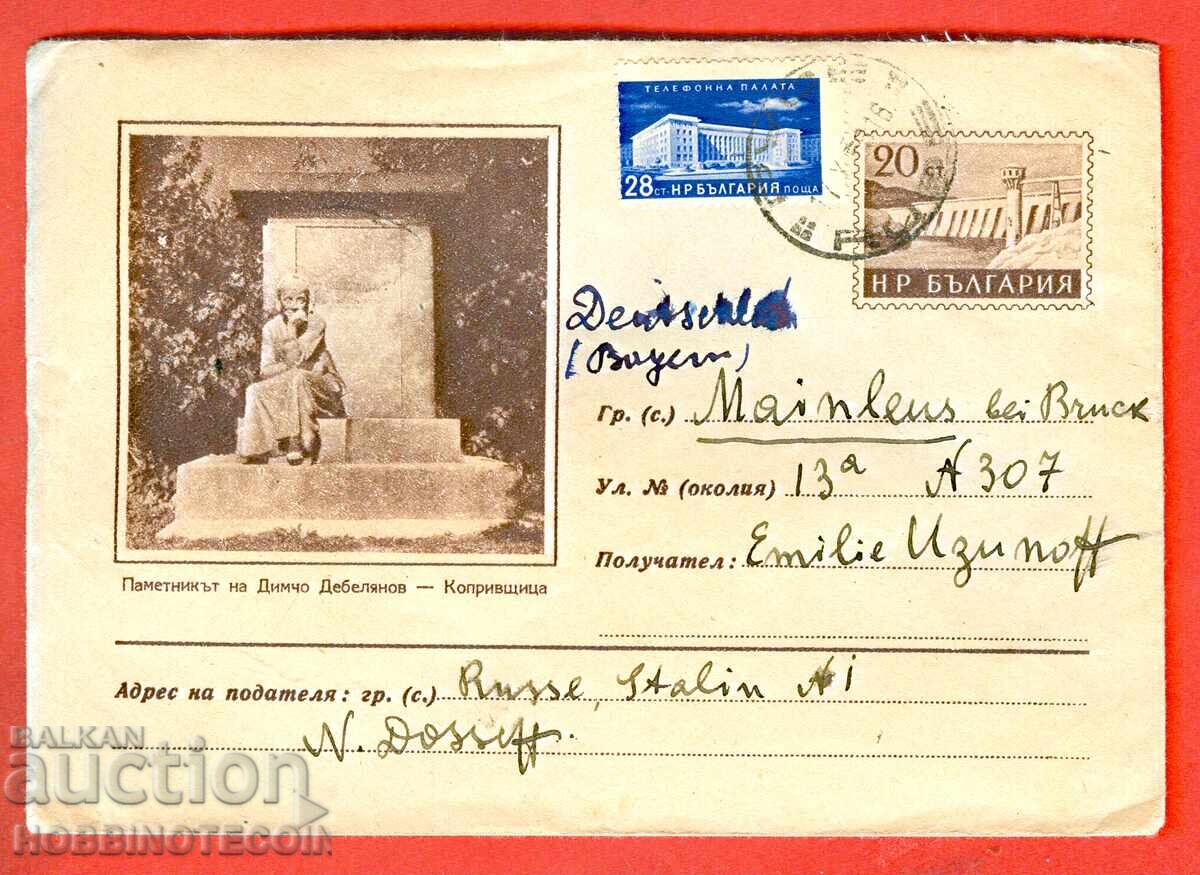 ТЕЛЕФОННА ПАЛАТА
28 СТ. НР БЪЛГАРИЯ ПОЩА
20 СТ.
НР БЪЛГАРИЯ
(Bayern)
Гр. (с.) Mainleus bei Bruck
Ул. № (околия) 13a N 307
Получател: Emilie Uzunoff
Паметникът на Димчо Дебелянов — Копривщица
Адрес на подателя: гр. (с.) Russe, Stalin N 1
N. Dosseff.
BALKAN
auction
HOBBINOTECOIN